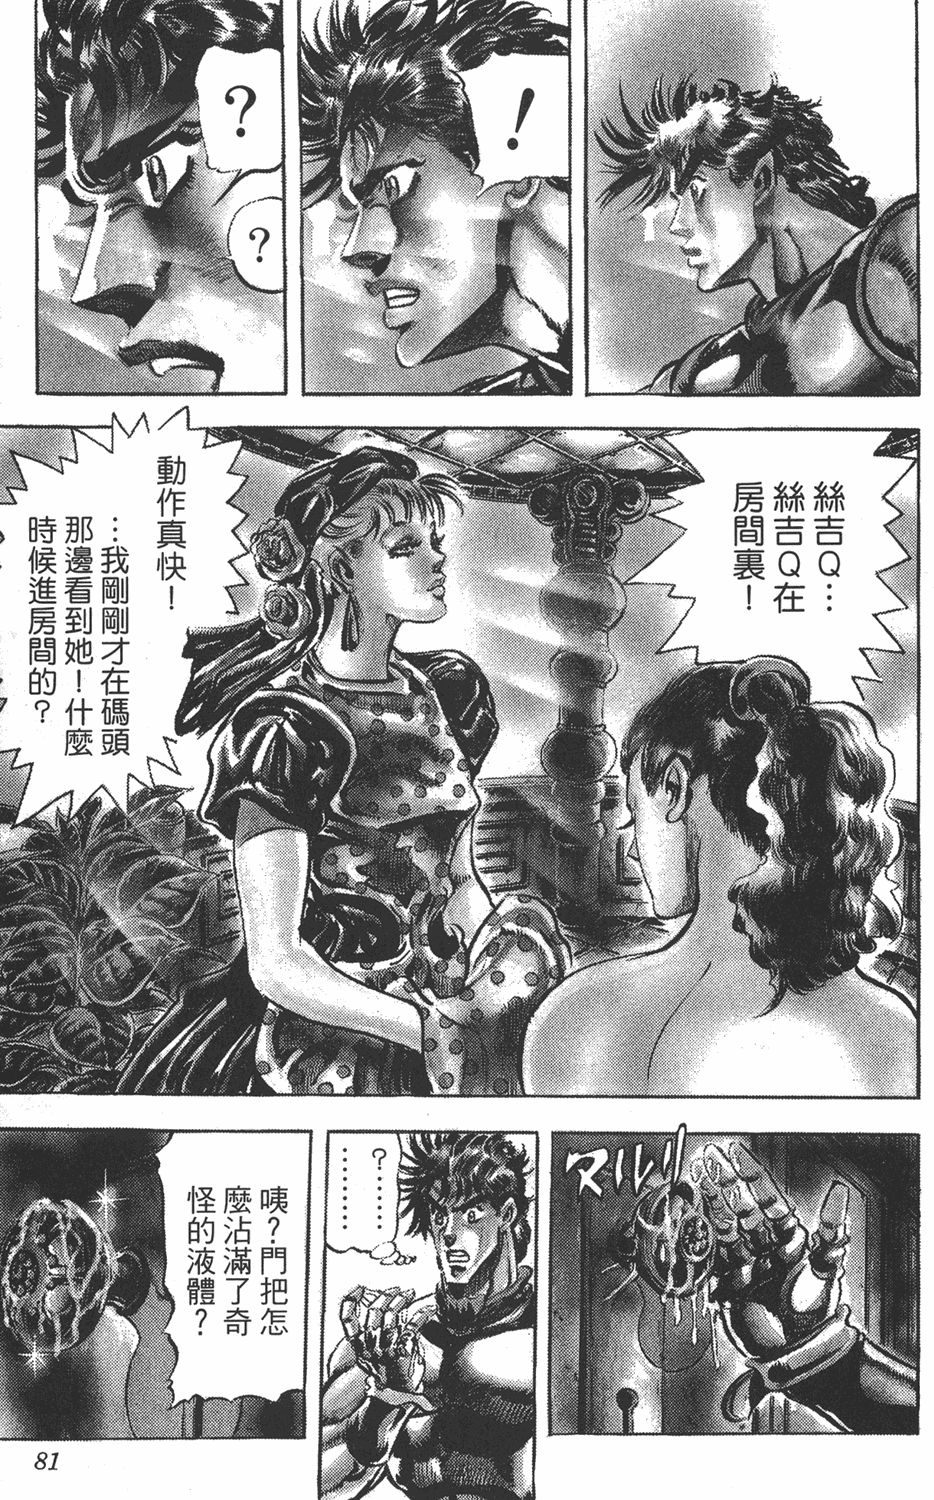 ！
？
？
絲吉Q…
絲吉Q在
房間裏！
動作真快！
…我剛剛才在碼頭
那邊看到她！什麼
時候進房間的？
ヌルリ
？
………
………
咦？門把怎
麼沾滿了奇
怪的液體？
81